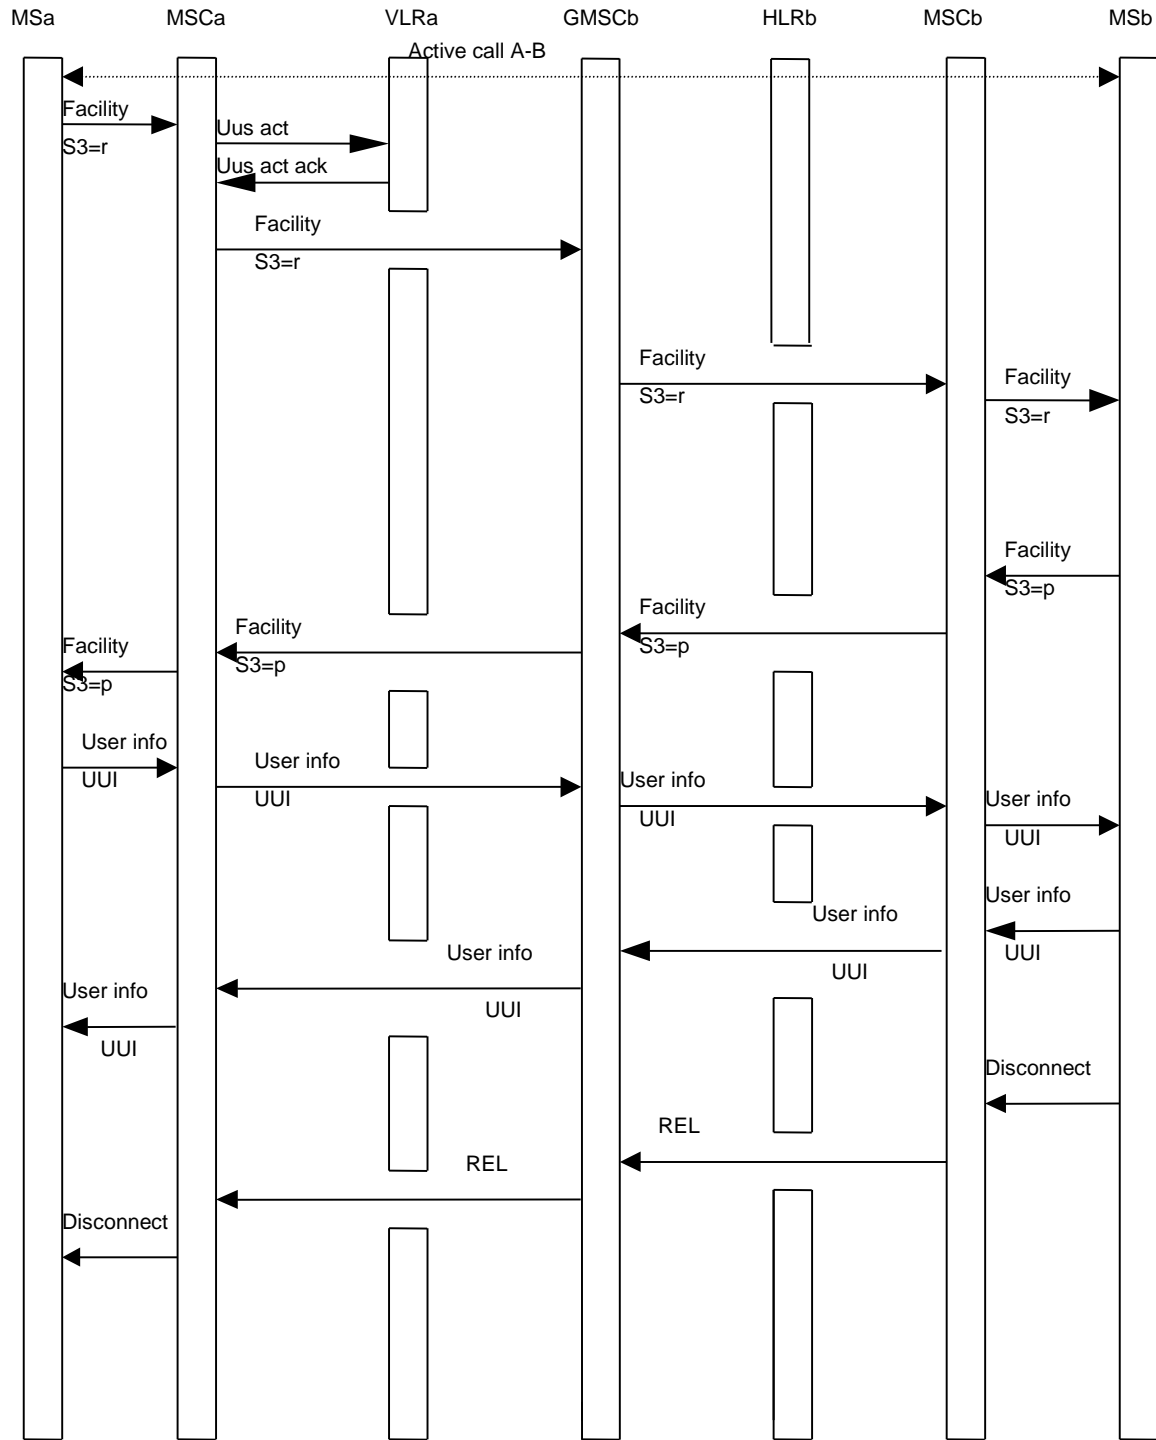 MSa MSCa VLRa GMSCb HLRb MSCb MSb
Active call A-B
Facility
S3=r
Uus act
Uus act ack
Facility
S3=r
Facility
S3=r
Facility
S3=r
Facility
S3=p
Facility
S3=p
Facility
S3=p
Facility
S3=p
User info
UUI
User info
UUI
User info
UUI
User info
UUI
User info
UUI
User info
UUI
User info
UUI
User info
UUI
Disconnect
REL
REL
Disconnect